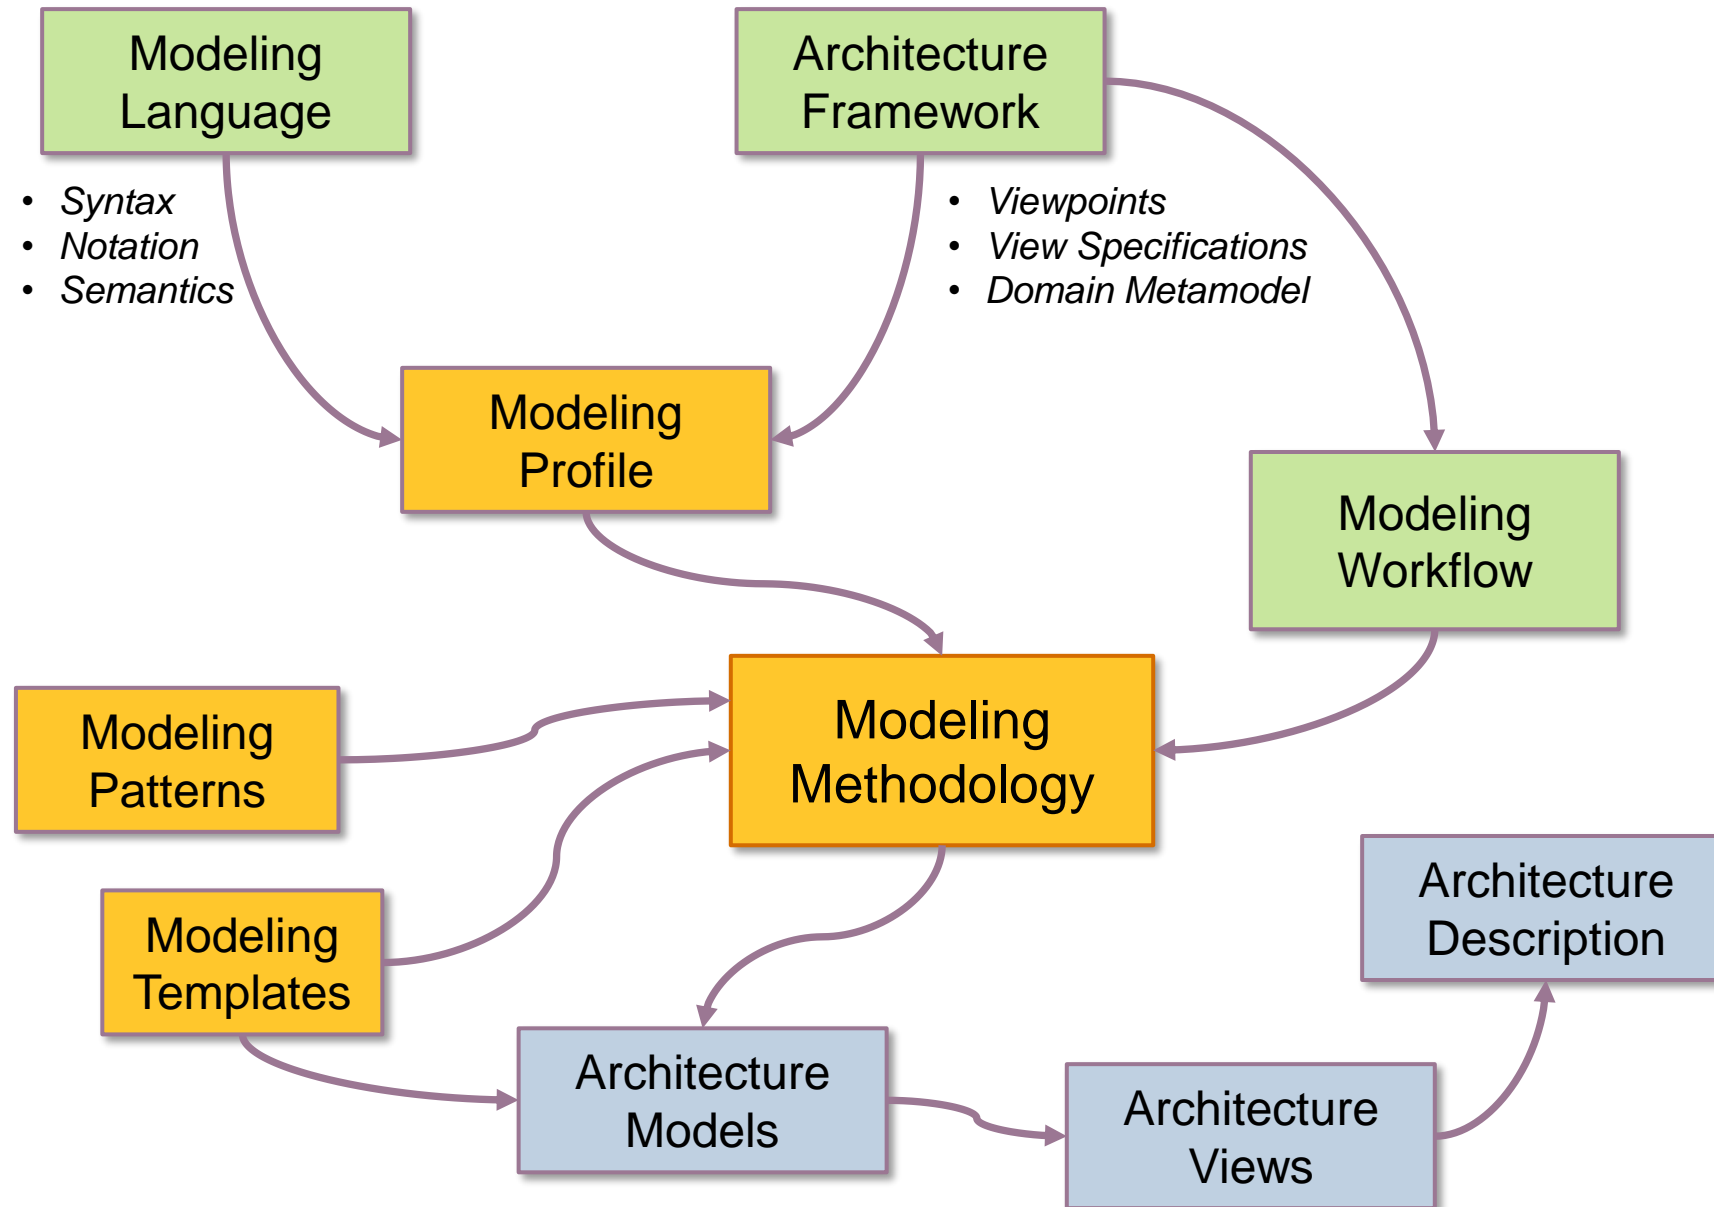 Modeling
Language
Architecture
Framework
• Syntax
• Notation
• Semantics
• Viewpoints
• View Specifications
• Domain Metamodel
Modeling
Profile
Modeling
Workflow
Modeling
Patterns
Modeling
Methodology
Modeling
Templates
Architecture
Description
Architecture
Models
Architecture
Views